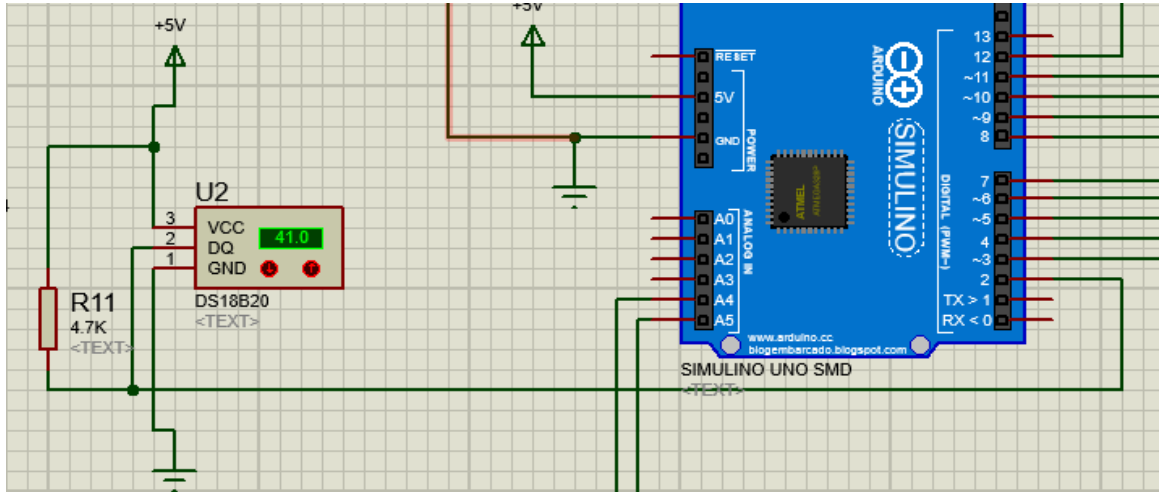 +5V
+5V
U2
3 VCC
2 DQ
1 GND
41.0
DS18B20
<TEXT>
R11
4.7K
<TEXT>
RESET
5V
GND
POWER
A0
A1
A2
A3
A4
A5
ANALOG IN
ARDUINO
SIMULINO
ATMEL
13
12
~11
~10
~9
8
7
~6
~5
4
~3
2
TX > 1
RX < 0
DIGITAL (PWM~)
www.arduino.cc
blogembarcado.blogspot.com
SIMULINO UNO SMD
<TEXT>